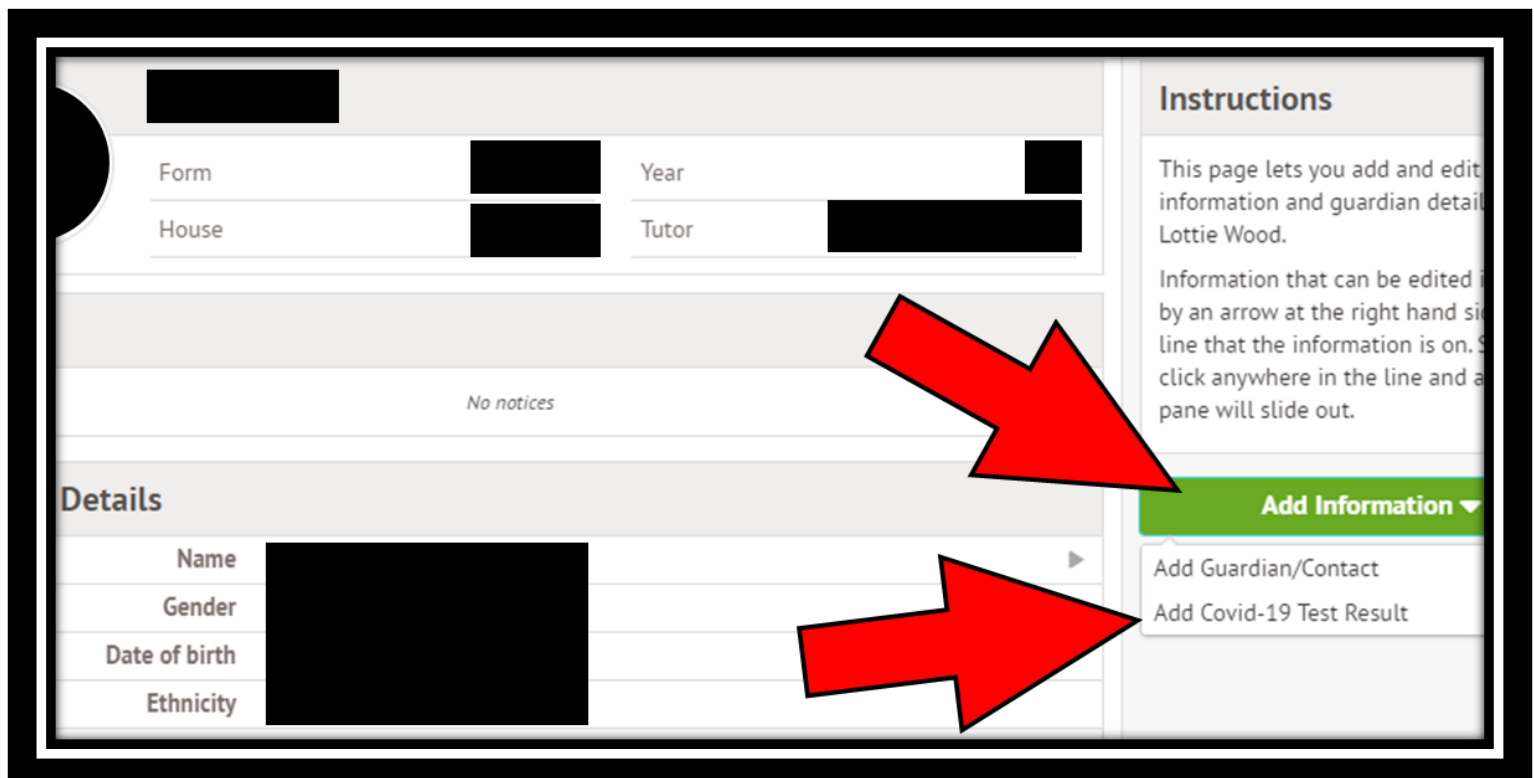 Form
Year
House
Tutor
No notices
Details
Name
Gender
Date of birth
Ethnicity
Instructions
This page lets you add and edit
information and guardian detail
Lottie Wood.
Information that can be edited
by an arrow at the right hand
line that the information is on.
click anywhere in the line and
pane will slide out.
Add Information
Add Guardian/Contact
Add Covid-19 Test Result